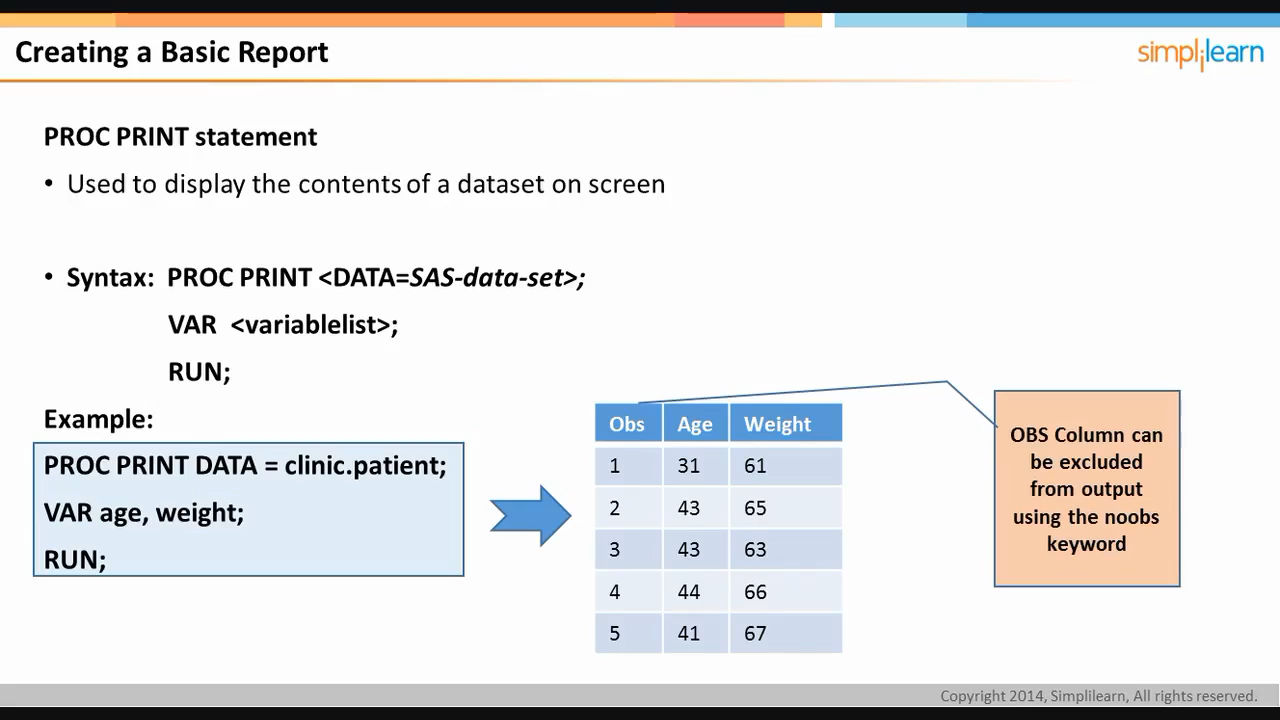 Creating a Basic Report
simplilearn
PROC PRINT statement
• Used to display the contents of a dataset on screen
• Syntax: PROC PRINT <DATA=SAS-data-set>;
VAR <variablelist>;
RUN;
Example:
PROC PRINT DATA = clinic.patient;
VAR age, weight;
RUN;
Obs Age Weight
1 31 61
2 43 65
3 43 63
4 44 66
5 41 67
OBS Column can
be excluded
from output
using the noobs
keyword
Copyright 2014, Simplilearn, All rights reserved.